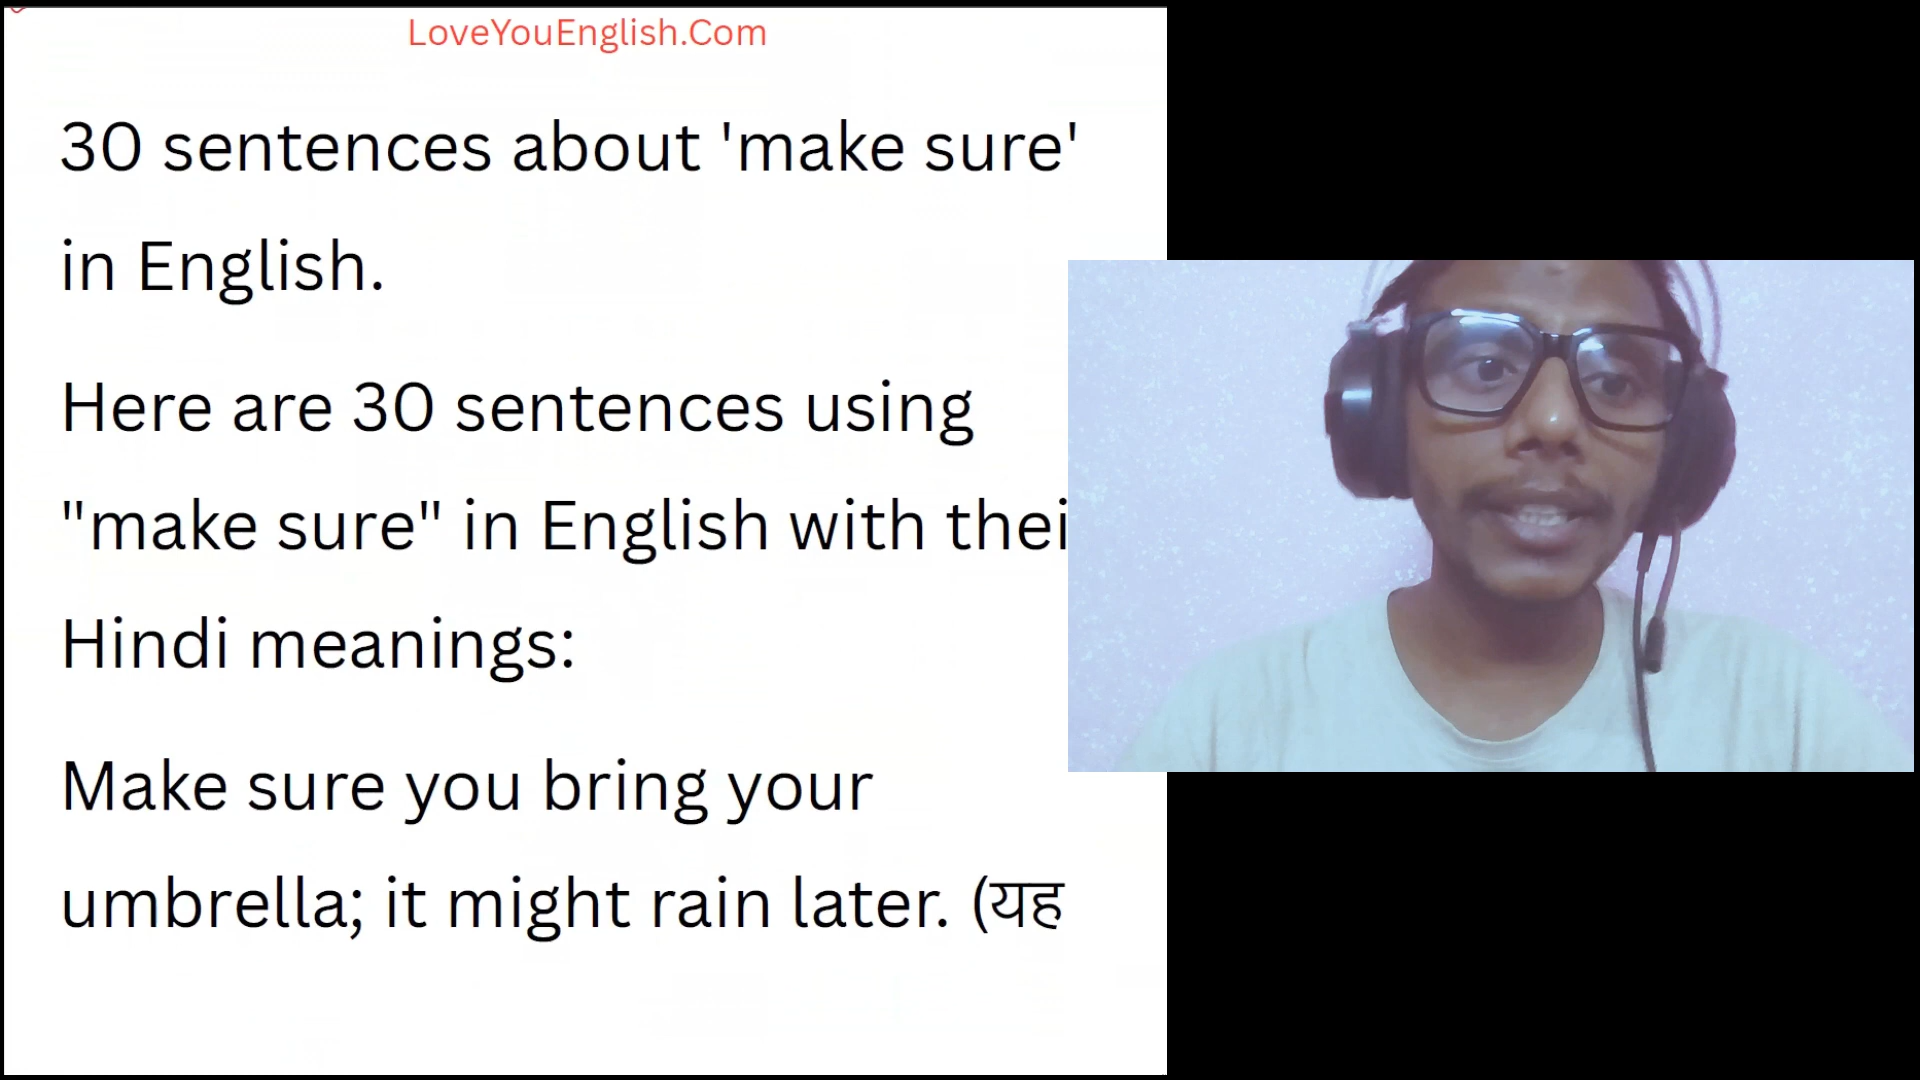 LoveYouEnglish.Com
30 sentences about 'make sure'
in English.
Here are 30 sentences using
"make sure" in English with thei
Hindi meanings:
Make sure you bring your
umbrella; it might rain later. (यह